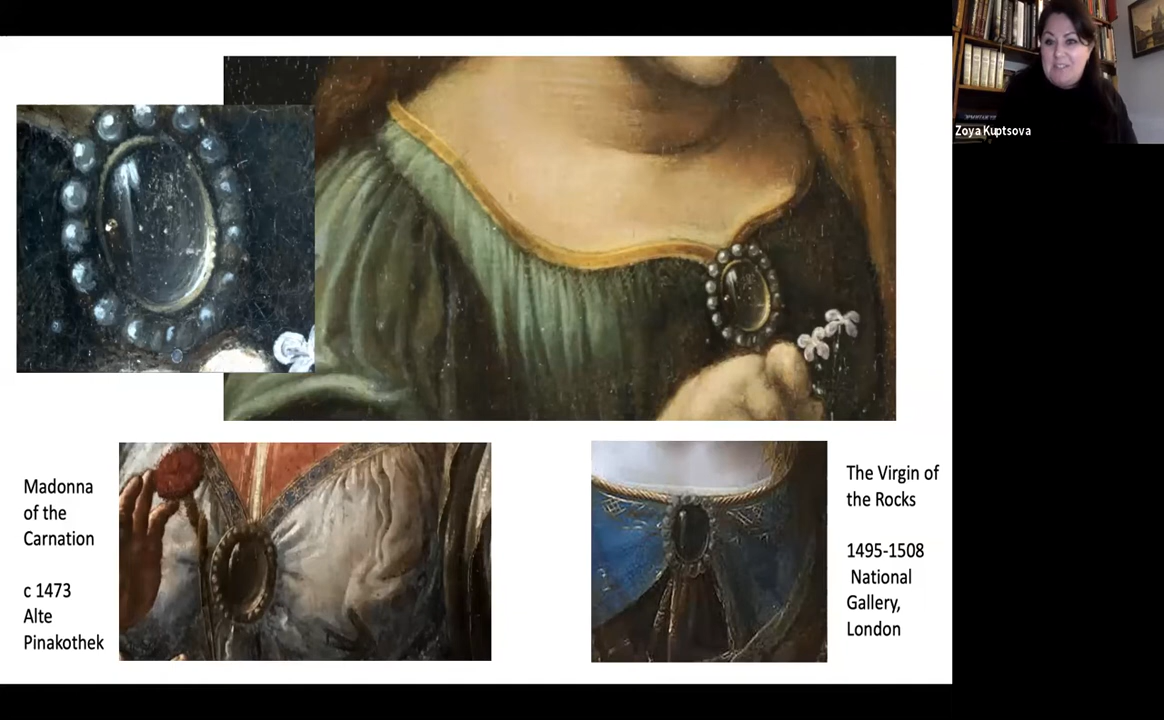 Zoya Kuptsova
Madonna
of the
Carnation
c 1473
Alte
Pinakothek
The Virgin of
the Rocks
1495-1508
National
Gallery,
London